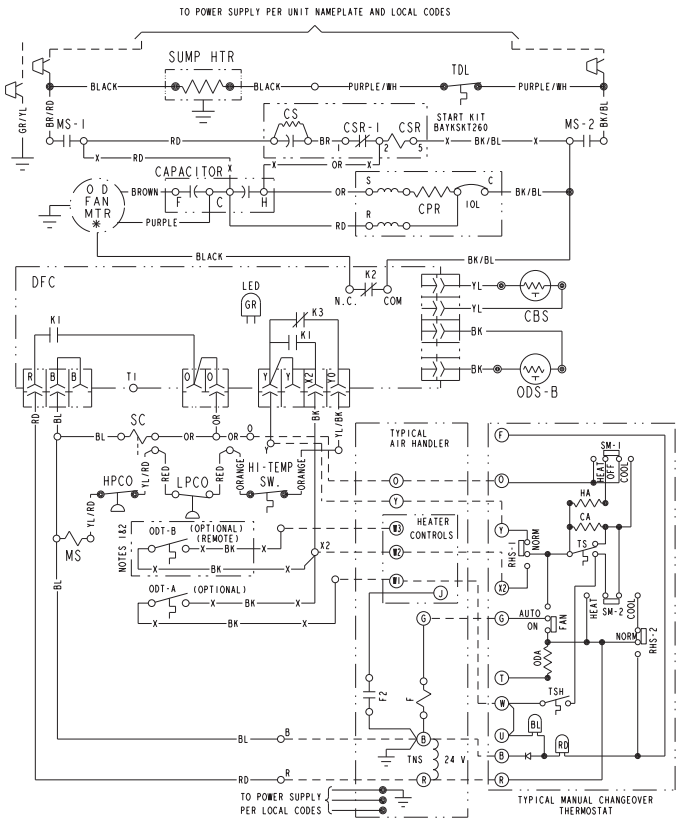 TO POWER SUPPLY PER UNIT NAMEPLATE AND LOCAL CODES
SUMP HTR
TDL
BLACK
BLACK
PURPLE/WH
PURPLE/WH
GR/YL
BR/RD
BK/BL
CS
START KIT
BAYKSKT260
MS-1
RD
BR
CSR-1
CSR
1
2
5
X
BK/BL
X
MS-2
X
RD
X
X
OR
X
CAPACITOR
O D
FAN
MTR
*
BROWN
F
C
H
PURPLE
OR
S
C
CPR
IOL
BK/BL
RD
R
BLACK
BK/BL
K2
N.C.
COM
DFC
LED
GR
K1
K3
K1
YL
YL
CBS
BK
BK
ODS-B
R
B
B
T1
O
O
Y
Y
X2
YO
RD
BL
OR
BK
YL/BK
SC
BL
OR
OR
O
Y
YL/RD
RED
RED
ORANGE
ORANGE
HPCO
LPCO
HI-TEMP
SW.
YL/RD
MS
NOTES 1&2
ODT-B
(OPTIONAL)
(REMOTE)
X
BK
X
X
BK
X
X2
ODT-A
(OPTIONAL)
X
BK
X
X
BK
X
BL
TYPICAL
AIR HANDLER
O
Y
W3
HEATER
CONTROLS
W2
W1
J
G
F2
F
B
TNS
24 V
R
BL
B
RD
R
TO POWER SUPPLY
PER LOCAL CODES
F
SM-1
HEAT
OFF
COOL
O
HA
CA
Y
NORM
RHS-1
TS
X2
HEAT
SM-2
COOL
G
AUTO
ON
FAN
NORM
RHS-2
ODA
T
TSH
W
BL
U
RD
B
R
TYPICAL MANUAL CHANGEOVER
THERMOSTAT